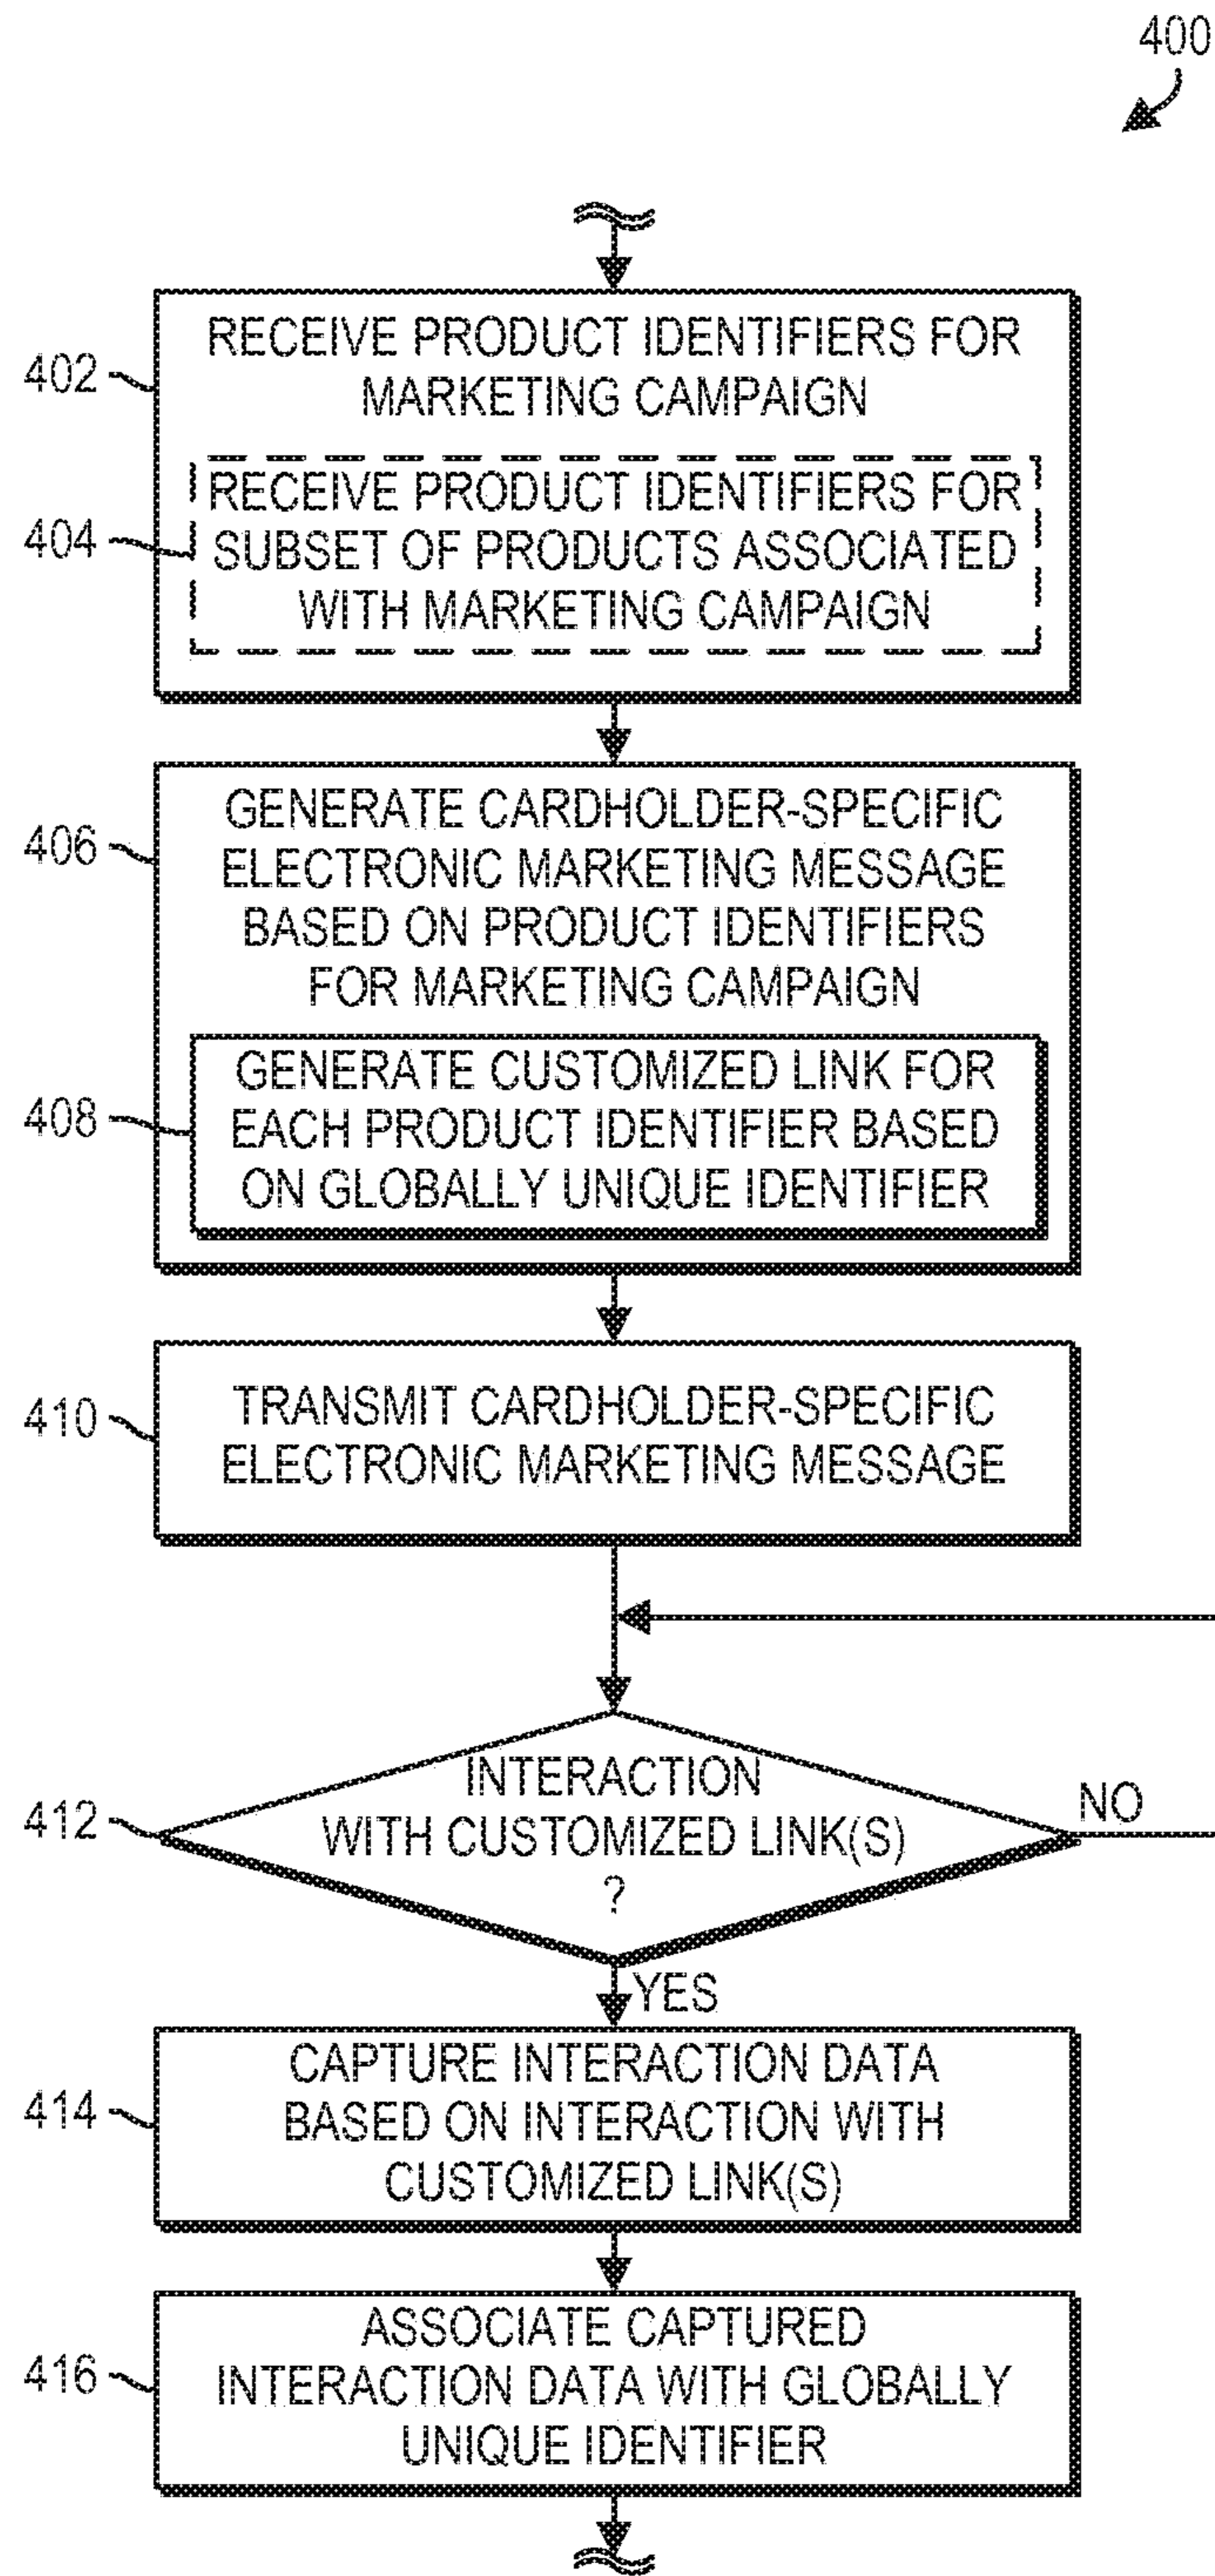 400
402
RECEIVE PRODUCT IDENTIFIERS FOR
MARKETING CAMPAIGN
404
RECEIVE PRODUCT IDENTIFIERS FOR
SUBSET OF PRODUCTS ASSOCIATED
WITH MARKETING CAMPAIGN
406
GENERATE CARDHOLDER-SPECIFIC
ELECTRONIC MARKETING MESSAGE
BASED ON PRODUCT IDENTIFIERS
FOR MARKETING CAMPAIGN
408
GENERATE CUSTOMIZED LINK FOR
EACH PRODUCT IDENTIFIER BASED
ON GLOBALLY UNIQUE IDENTIFIER
410
TRANSMIT CARDHOLDER-SPECIFIC
ELECTRONIC MARKETING MESSAGE
412
INTERACTION
WITH CUSTOMIZED LINK(S)
?
NO
YES
414
CAPTURE INTERACTION DATA
BASED ON INTERACTION WITH
CUSTOMIZED LINK(S)
416
ASSOCIATE CAPTURED
INTERACTION DATA WITH GLOBALLY
UNIQUE IDENTIFIER